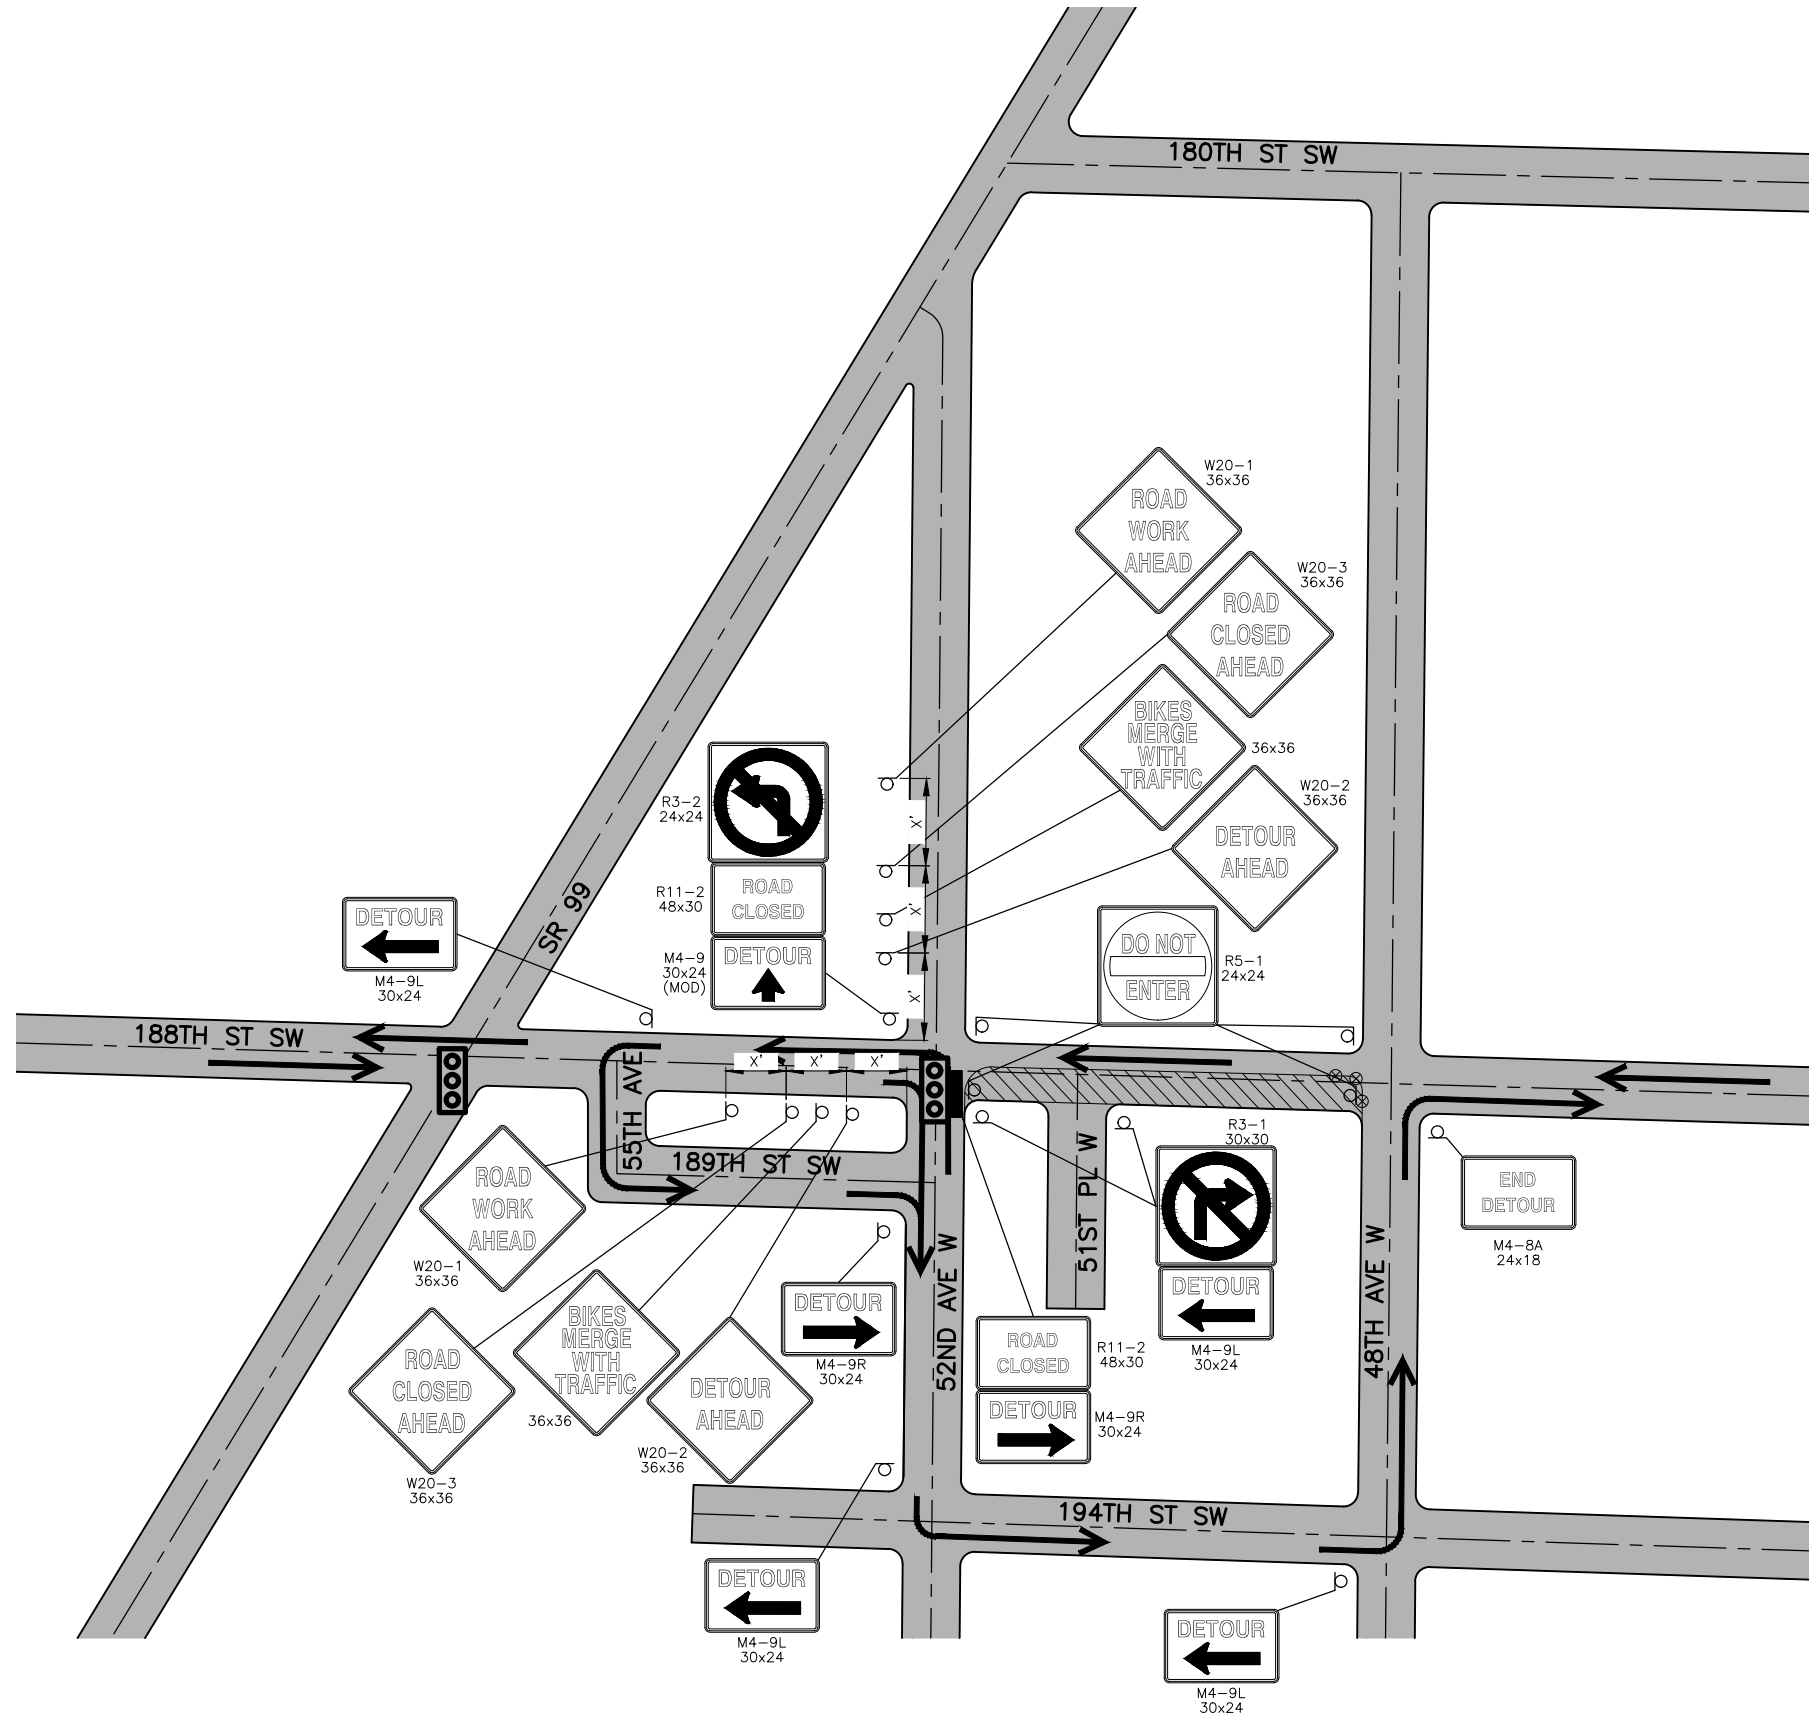 180TH ST SW
W20-1
36x36
ROAD
WORK
AHEAD
W20-3
36x36
ROAD
CLOSED
AHEAD
BIKES
MERGE
WITH
TRAFFIC
36x36
W20-2
36x36
DETOUR
AHEAD
R3-2
24x24
R11-2
48x30
ROAD
CLOSED
M4-9
30x24
(MOD)
DETOUR
X'
X'
X'
DETOUR
M4-9L
30x24
SR 99
DO NOT
ENTER
R5-1
24x24
188TH ST SW
X'
X'
X'
55TH AVE
189TH ST SW
ROAD
WORK
AHEAD
W20-1
36x36
ROAD
CLOSED
AHEAD
W20-3
36x36
BIKES
MERGE
WITH
TRAFFIC
36x36
DETOUR
AHEAD
W20-2
36x36
DETOUR
M4-9R
30x24
52ND AVE W
51ST PL W
R3-1
30x30
DETOUR
M4-9L
30x24
ROAD
CLOSED
R11-2
48x30
DETOUR
M4-9R
30x24
48TH AVE W
END
DETOUR
M4-8A
24x18
194TH ST SW
DETOUR
M4-9L
30x24
DETOUR
M4-9L
30x24